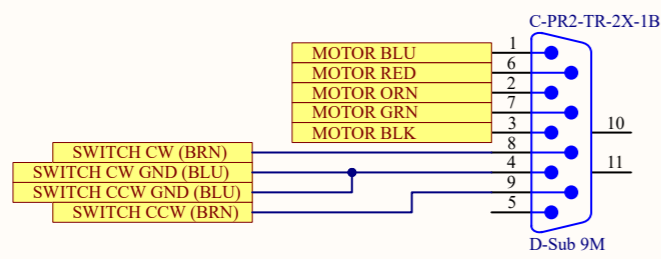 C-PR2-TR-2X-1B
MOTOR BLU 1
MOTOR RED 6
MOTOR ORN 2
MOTOR GRN 7
MOTOR BLK 3
10
SWITCH CW (BRN) 8
SWITCH CW GND (BLU) 4
11
SWITCH CCW GND (BLU) 9
SWITCH CCW (BRN) 5
D-Sub 9M